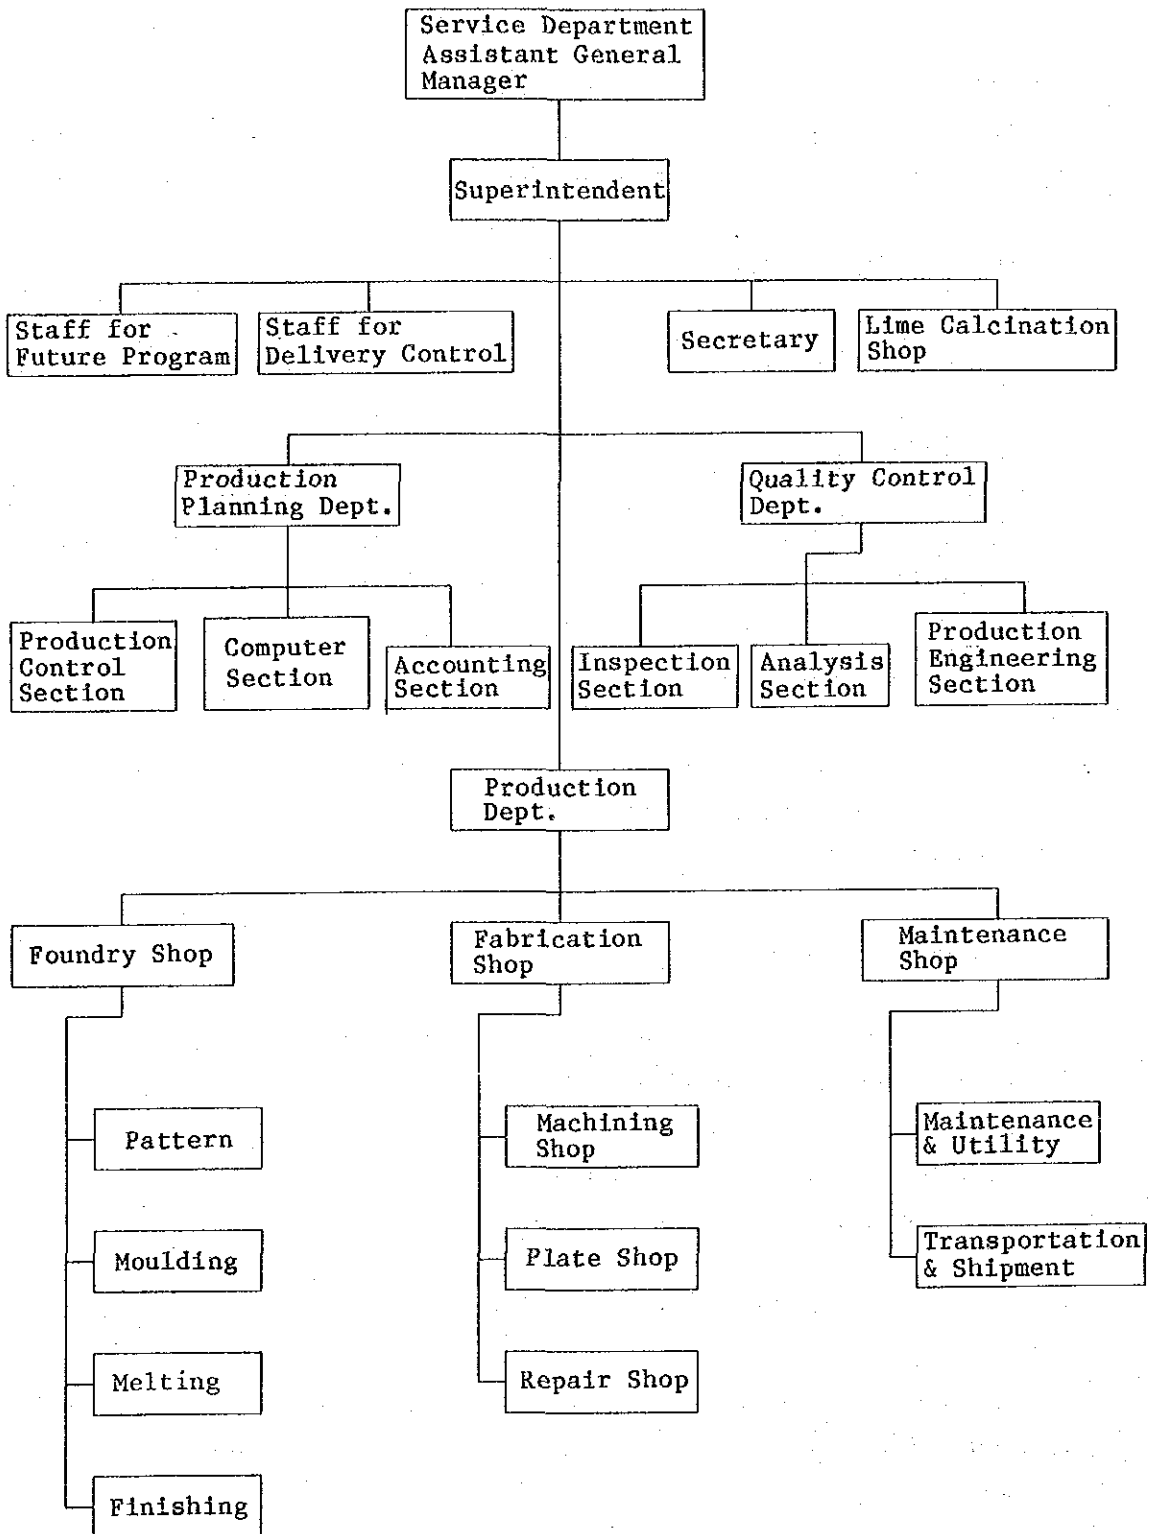 Service Department
Assistant General
Manager
Superintendent
Staff for
Future Program
Staff for
Delivery Control
Secretary
Lime Calcination
Shop
Production
Planning Dept.
Quality Control
Dept.
Production
Control
Section
Computer
Section
Accounting
Section
Inspection
Section
Analysis
Section
Production
Engineering
Section
Production
Dept.
Foundry Shop
Fabrication
Shop
Maintenance
Shop
Pattern
Moulding
Melting
Finishing
Machining
Shop
Plate Shop
Repair Shop
Maintenance
& Utility
Transportation
& Shipment